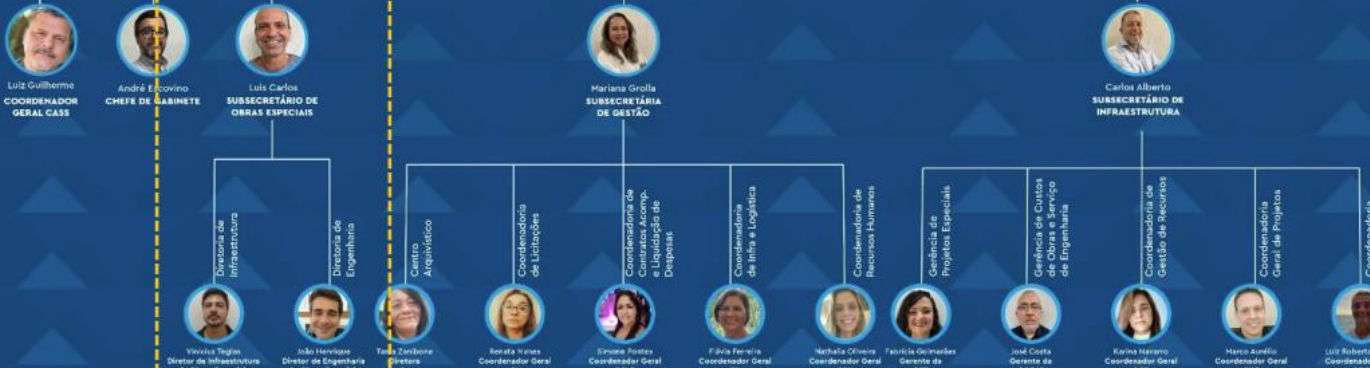 Luiz Guilherme
COORDENADOR
GERAL CASS
CHEFE DE GABINETE
Luis Carlos
SUBSECRETÁRIO DE
OBRAS ESPECIAIS
Mariana Grolla
SUBSECRETÁRIA
DE GESTÃO
Carlos Alberto
SUBSECRETÁRIO DE
INFRAESTRUTURA
Diretoria de
Infraestrutura
Diretoria de
Engenharia
Centro
Arquivístico
Coordenadoria
de Licitações
Coordenadoria de
Contratos Acomp.
e Liquidação de
Desposas
Coordenadoria
de Infra e Logística
Coordenadoria de
Recursos Humanos
Gerência de
Projetos Especiais
Gerência de Custos
de Obras e Serviço
de Engenharia
Coordenadoria de
Gestão de Recursos
Coordenadoria
Geral de Projetos
Vinicius Teglas
Diretor de Infraestrutura
João Henrique
Diretor de Engenharia
Zanibone
Diretora
Renata Nunes
Coordenador Geral
Simone Pontes
Coordenador Geral
Flávia Ferreira
Coordenador Geral
Nathalia Oliveira
Coordenador Geral
Fabrícia Guimarães
Gerente da
José Costa
Gerente da
Karina Navarro
Coordenador Geral
Marco Aurélio
Coordenador Geral
Luiz Roberto